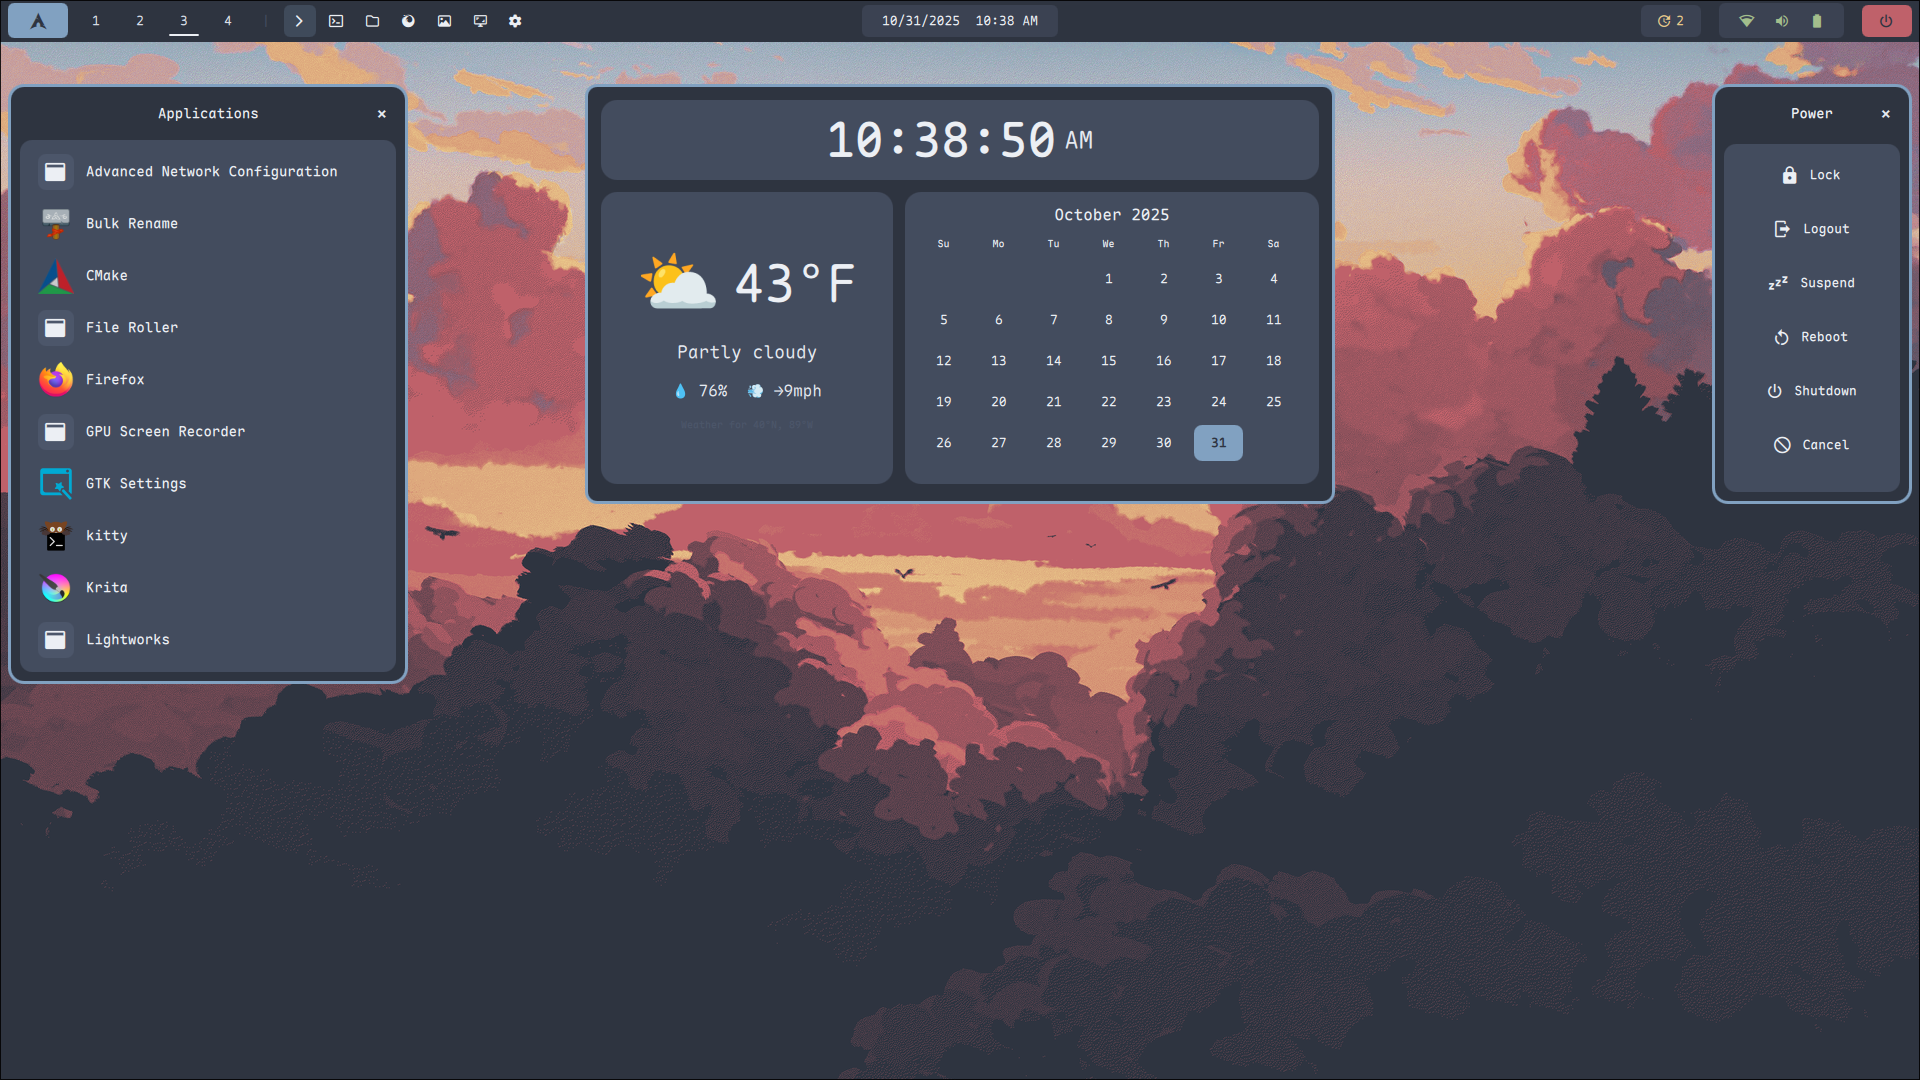 1 2 3 4 | 10/31/2025 10:38 AM 2
Applications ×
Advanced Network Configuration
Bulk Rename
CMake
File Roller
Firefox
GPU Screen Recorder
GTK Settings
kitty
Krita
Lightworks
10:38:50 AM
43°F
Partly cloudy
76% →9mph
October 2025
Su Mo Tu We Th Fr Sa
1 2 3 4
5 6 7 8 9 10 11
12 13 14 15 16 17 18
19 20 21 22 23 24 25
26 27 28 29 30 31
Power ×
Lock
Logout
zzZ Suspend
Reboot
Shutdown
Cancel